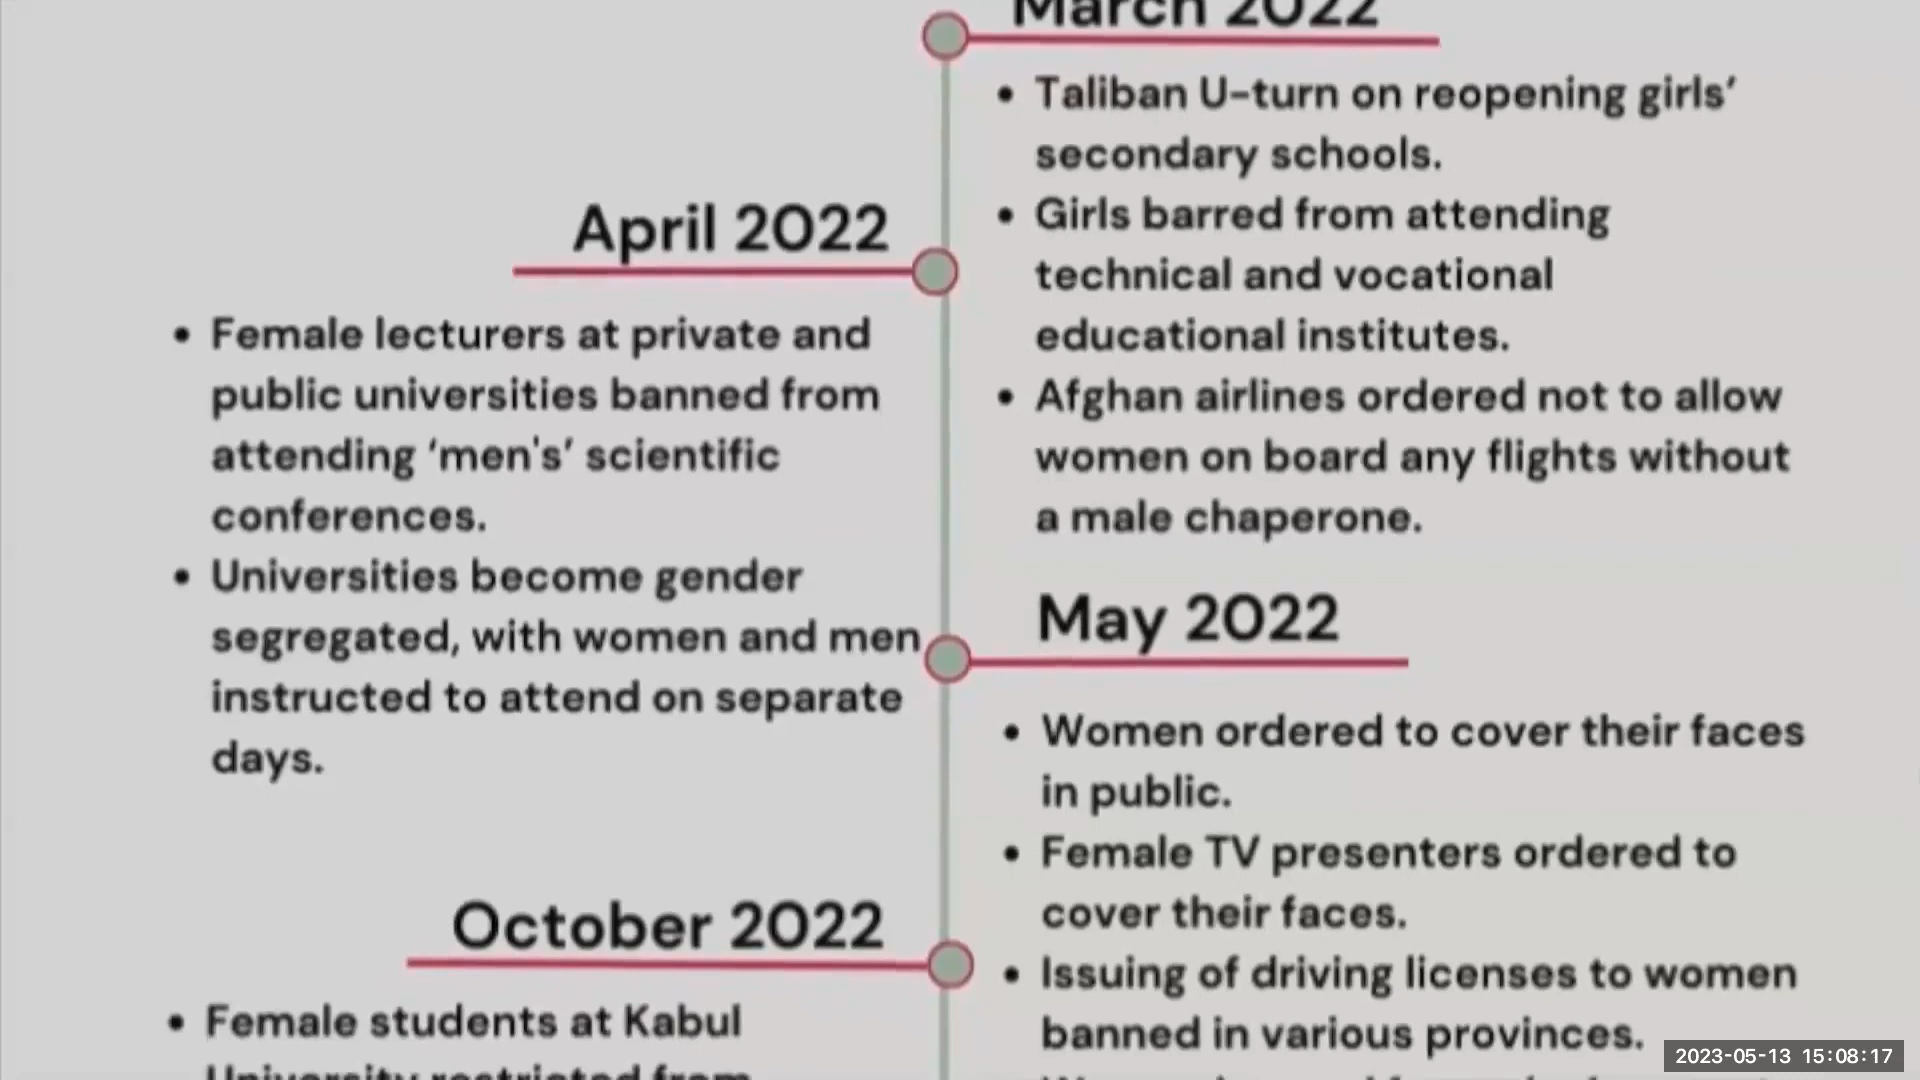 March 2022
Taliban U-turn on reopening girls’
secondary schools.
Girls barred from attending
technical and vocational
educational institutes.
Afghan airlines ordered not to allow
women on board any flights without
a male chaperone.
April 2022
Female lecturers at private and
public universities banned from
attending ‘men's’ scientific
conferences.
Universities become gender
segregated, with women and men
instructed to attend on separate
days.
May 2022
Women ordered to cover their faces
in public.
Female TV presenters ordered to
cover their faces.
Issuing of driving licenses to women
banned in various provinces.
October 2022
Female students at Kabul
University restricted from
2023-05-13 15:08:17